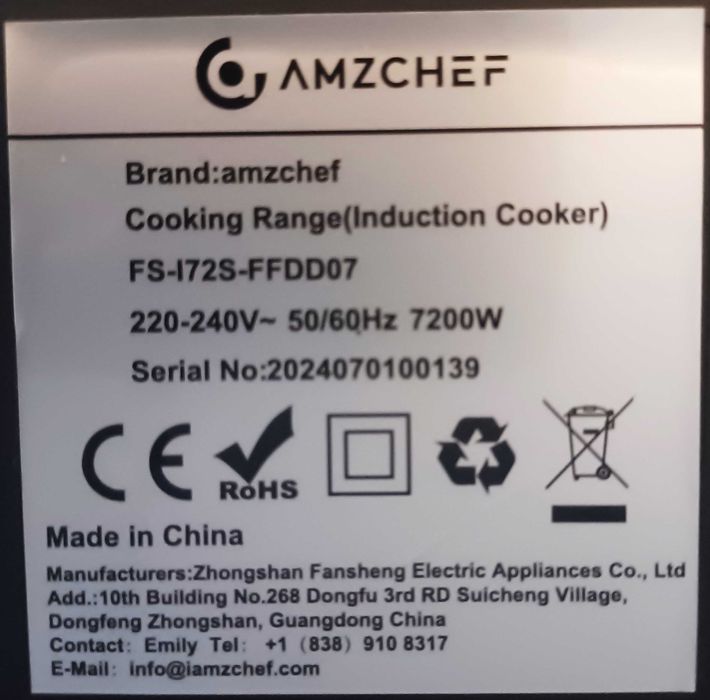 AMZCHEF
Brand:amzchef
Cooking Range(Induction Cooker)
FS-I72S-FFDD07
220-240V~ 50/60Hz 7200W
Serial No:2024070100139
CE RoHS
Made in China
Manufacturers:Zhongshan Fansheng Electric Appliances Co., Ltd
Add.:10th Building No.268 Dongfu 3rd RD Suicheng Village,
Dongfeng Zhongshan, Guangdong China
Contact: Emily Tel: +1 (838) 910 8317
E-Mail: info@iamzchef.com